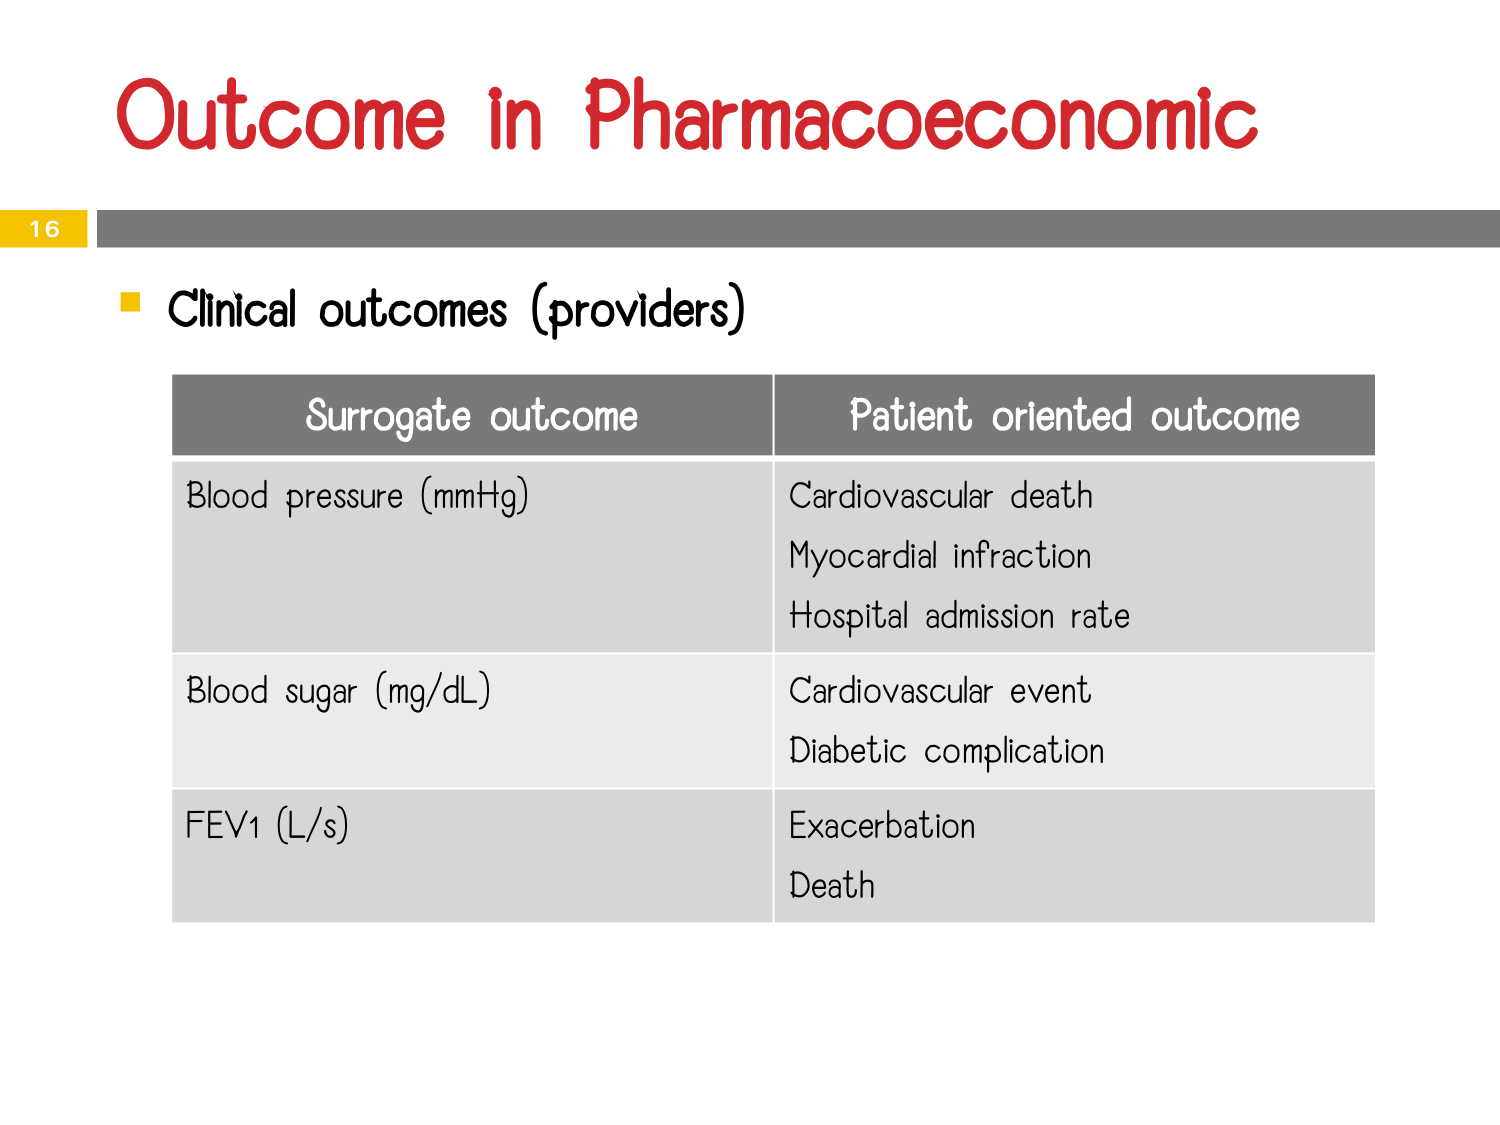 Outcome in Pharmacoeconomic
16
Clinical outcomes (providers)
Surrogate outcome
Patient oriented outcome
Blood pressure (mmHg)
Cardiovascular death
Myocardial infraction
Hospital admission rate
Blood sugar (mg/dL)
Cardiovascular event
Diabetic complication
FEV1 (L/s)
Exacerbation
Death